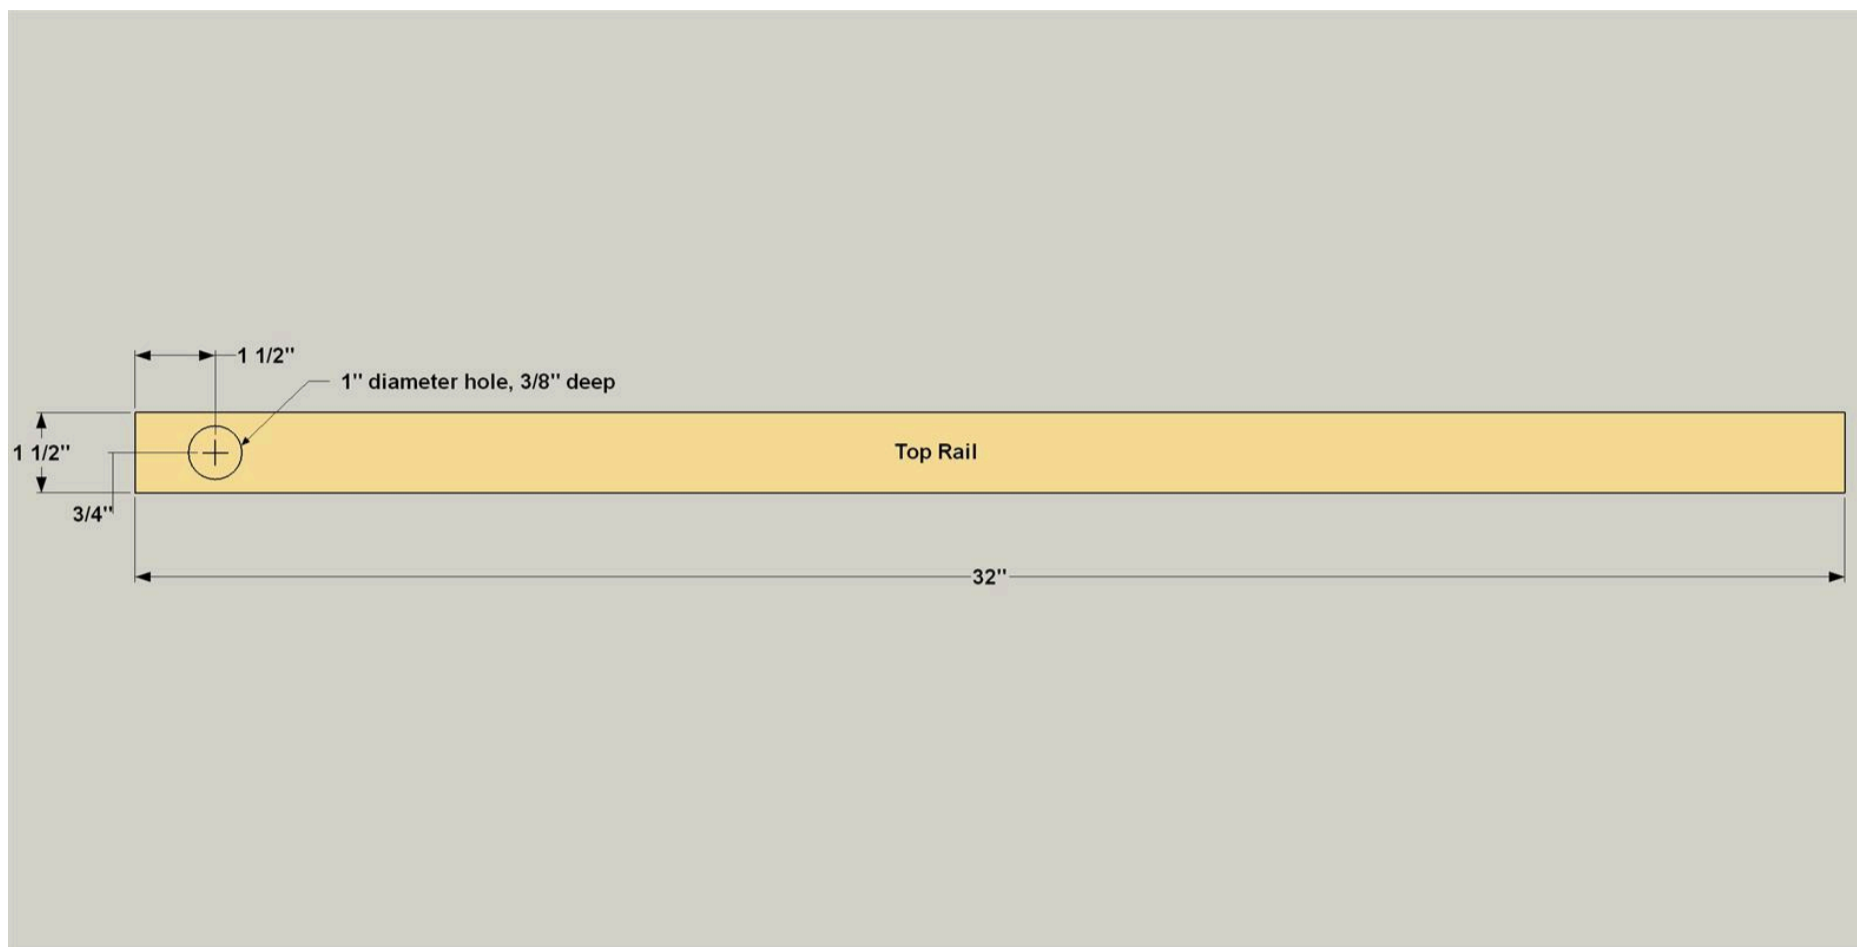 1 1/2"
1" diameter hole, 3/8" deep
1 1/2"
Top Rail
3/4"
32"